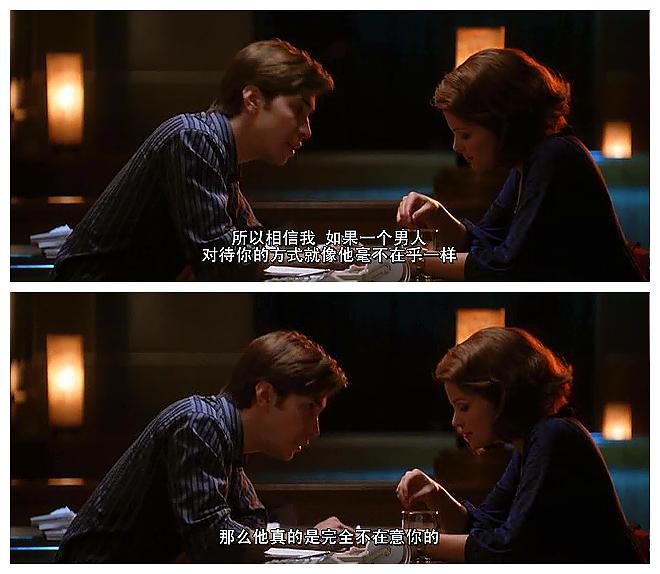 所以相信我 如果一个男人
对待你的方式就像他毫不在乎一样
那么他真的是完全不在意你的